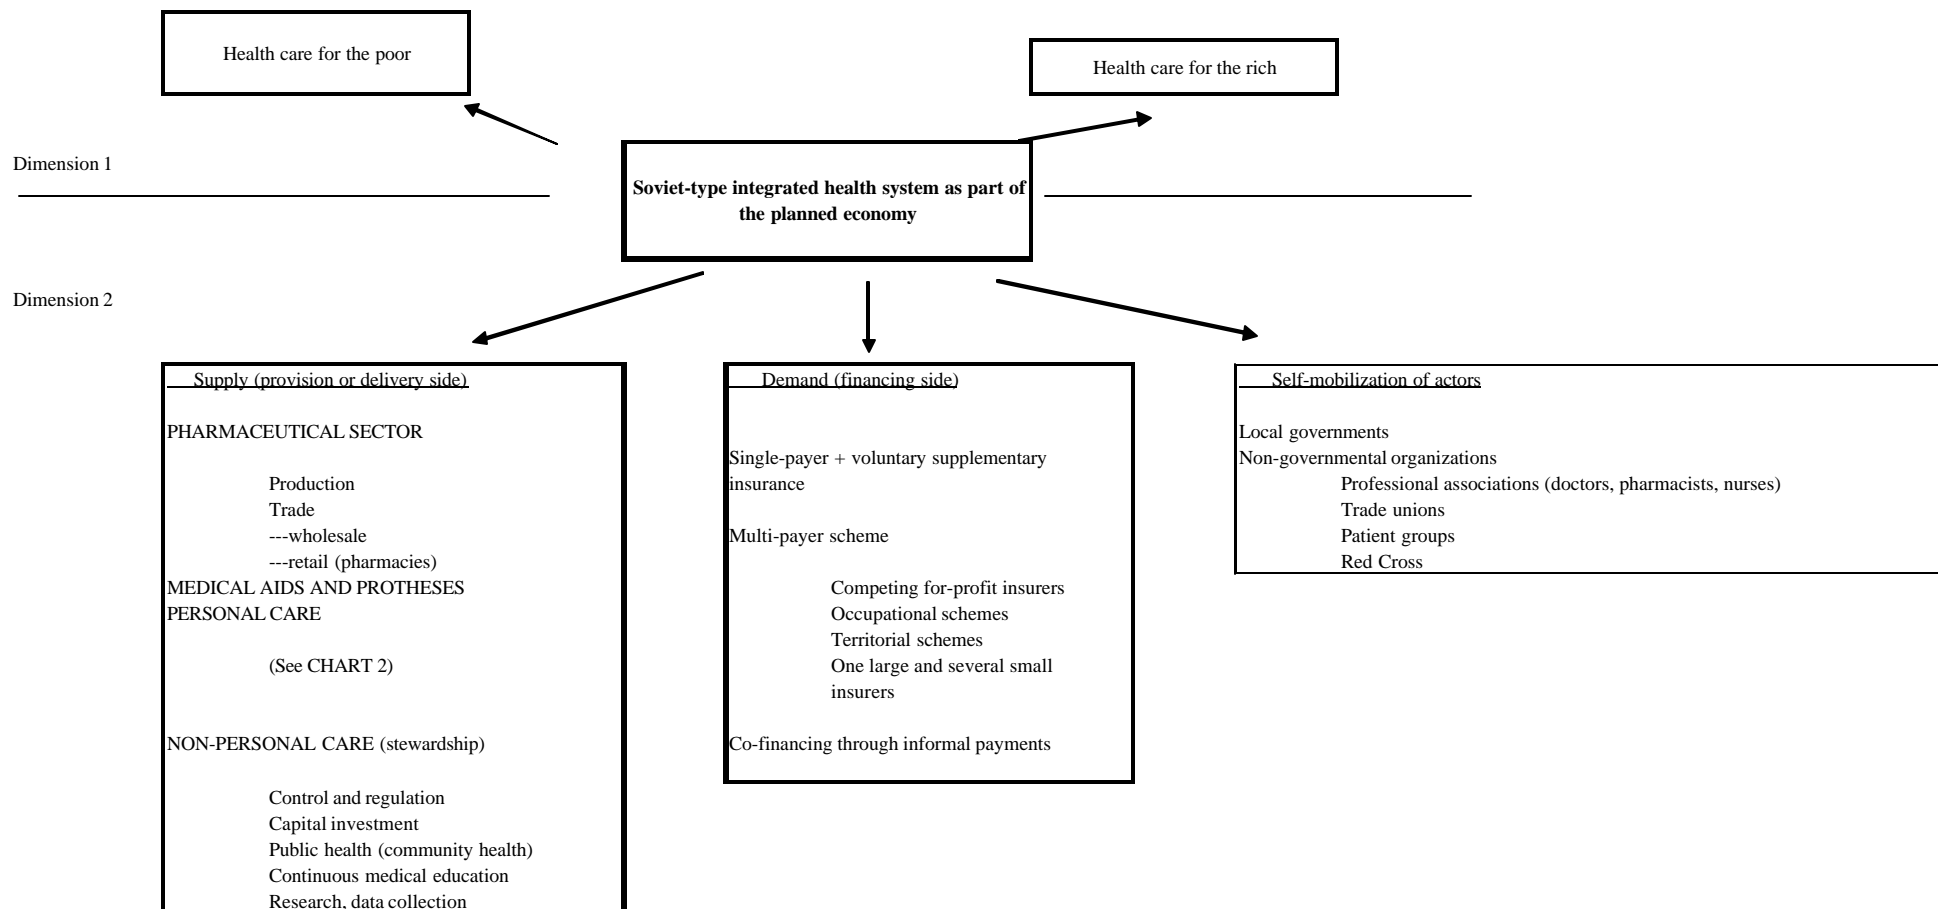 Health care for the poor
Health care for the rich
Dimension 1
Soviet-type integrated health system as part of
the planned economy
Dimension 2
Supply (provision or delivery side)
PHARMACEUTICAL SECTOR
Production
Trade
---wholesale
---retail (pharmacies)
MEDICAL AIDS AND PROTHESES
PERSONAL CARE
(See CHART 2)
NON-PERSONAL CARE (stewardship)
Control and regulation
Capital investment
Public health (community health)
Continuous medical education
Research, data collection
Demand (financing side)
Single-payer + voluntary supplementary
insurance
Multi-payer scheme
Competing for-profit insurers
Occupational schemes
Territorial schemes
One large and several small
insurers
Co-financing through informal payments
Self-mobilization of actors
Local governments
Non-governmental organizations
Professional associations (doctors, pharmacists, nurses)
Trade unions
Patient groups
Red Cross